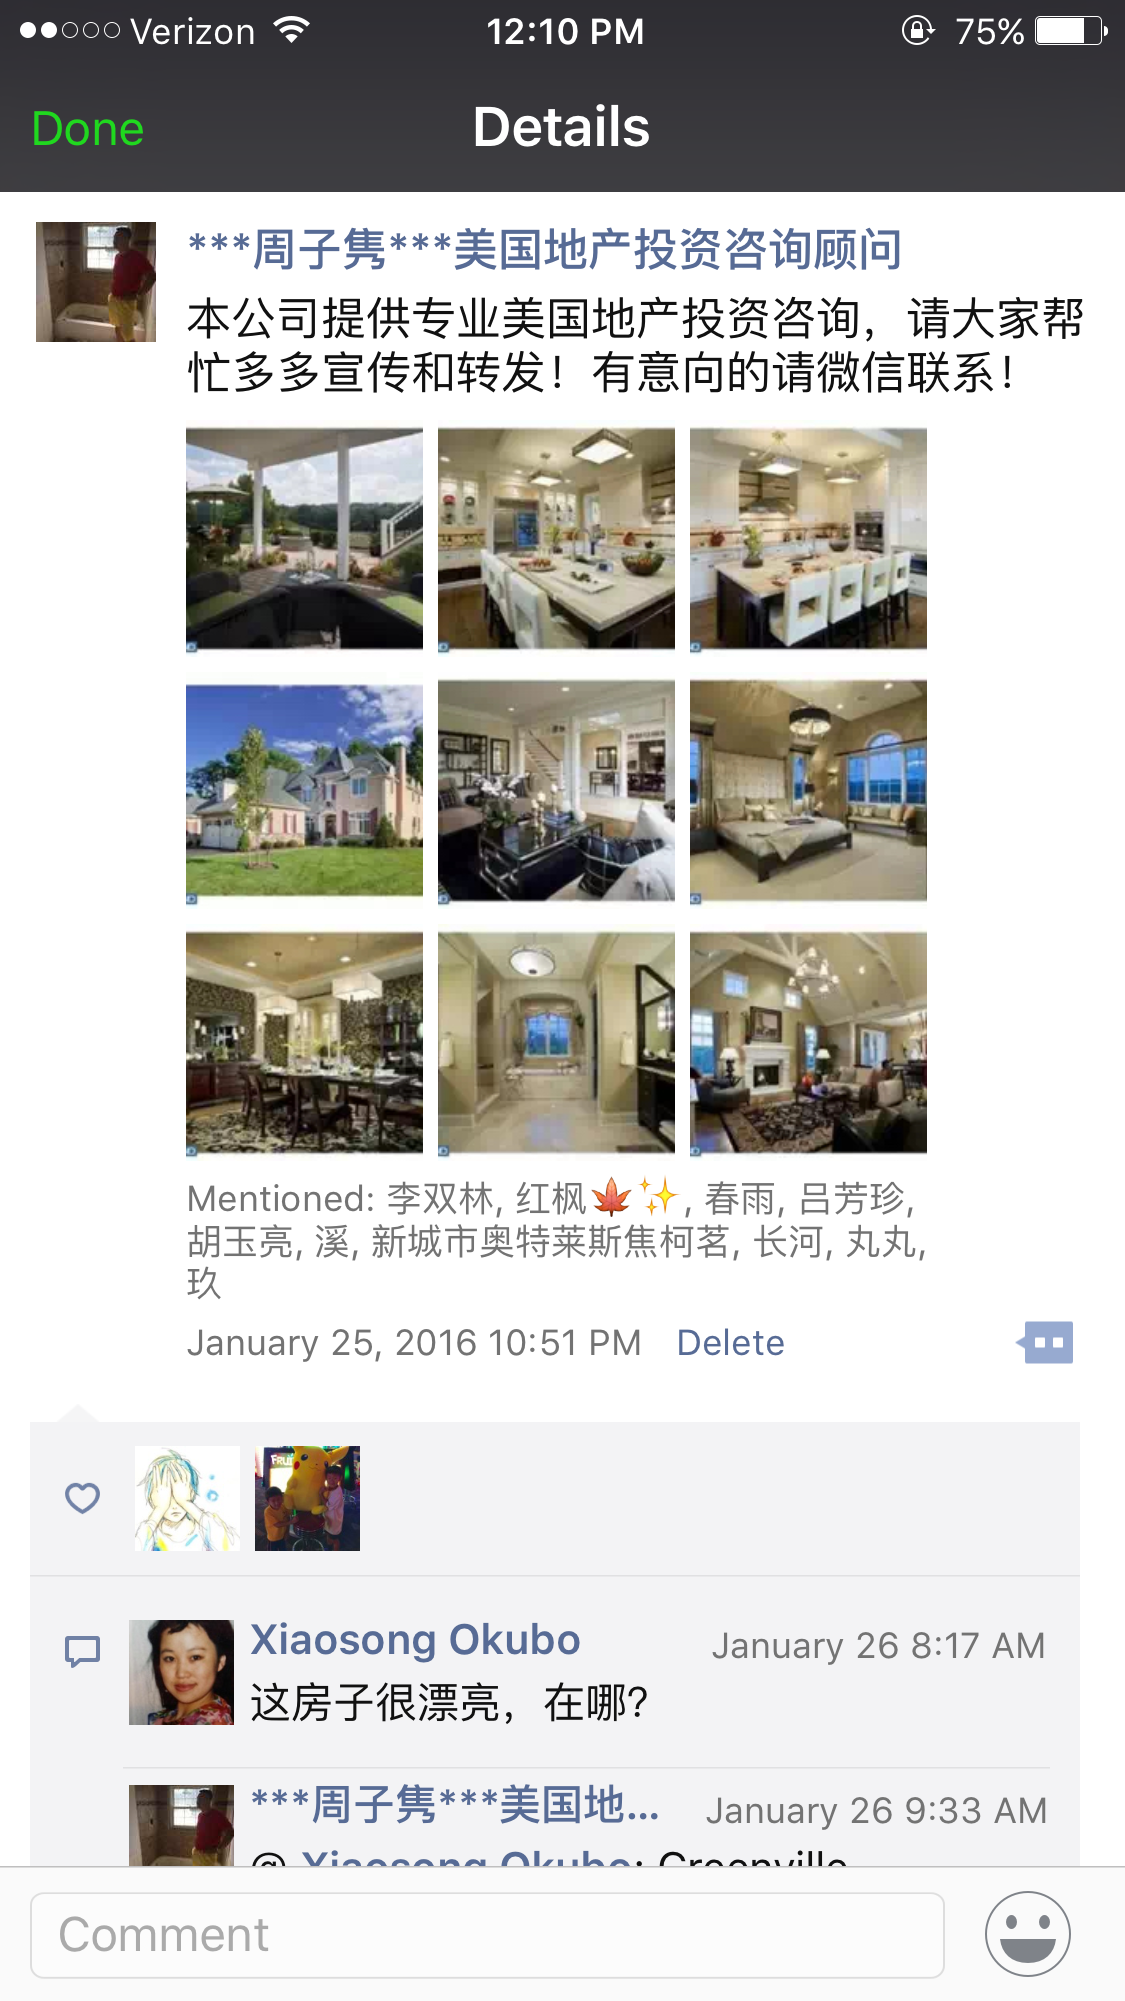 Verizon 12:10 PM 75%
Done Details
***周子隽***美国地产投资咨询顾问
本公司提供专业美国地产投资咨询，请大家帮
忙多多宣传和转发！有意向的请微信联系！
Mentioned: 李双林, 红枫🍁✨, 春雨, 吕芳珍,
胡玉亮, 溪, 新城市奥特莱斯焦柯茗, 长河, 丸丸,
玖
January 25, 2016 10:51 PM Delete
Xiaosong Okubo January 26 8:17 AM
这房子很漂亮，在哪?
***周子隽***美国地... January 26 9:33 AM
@ Xiaosong Okubo: Greenville
Comment